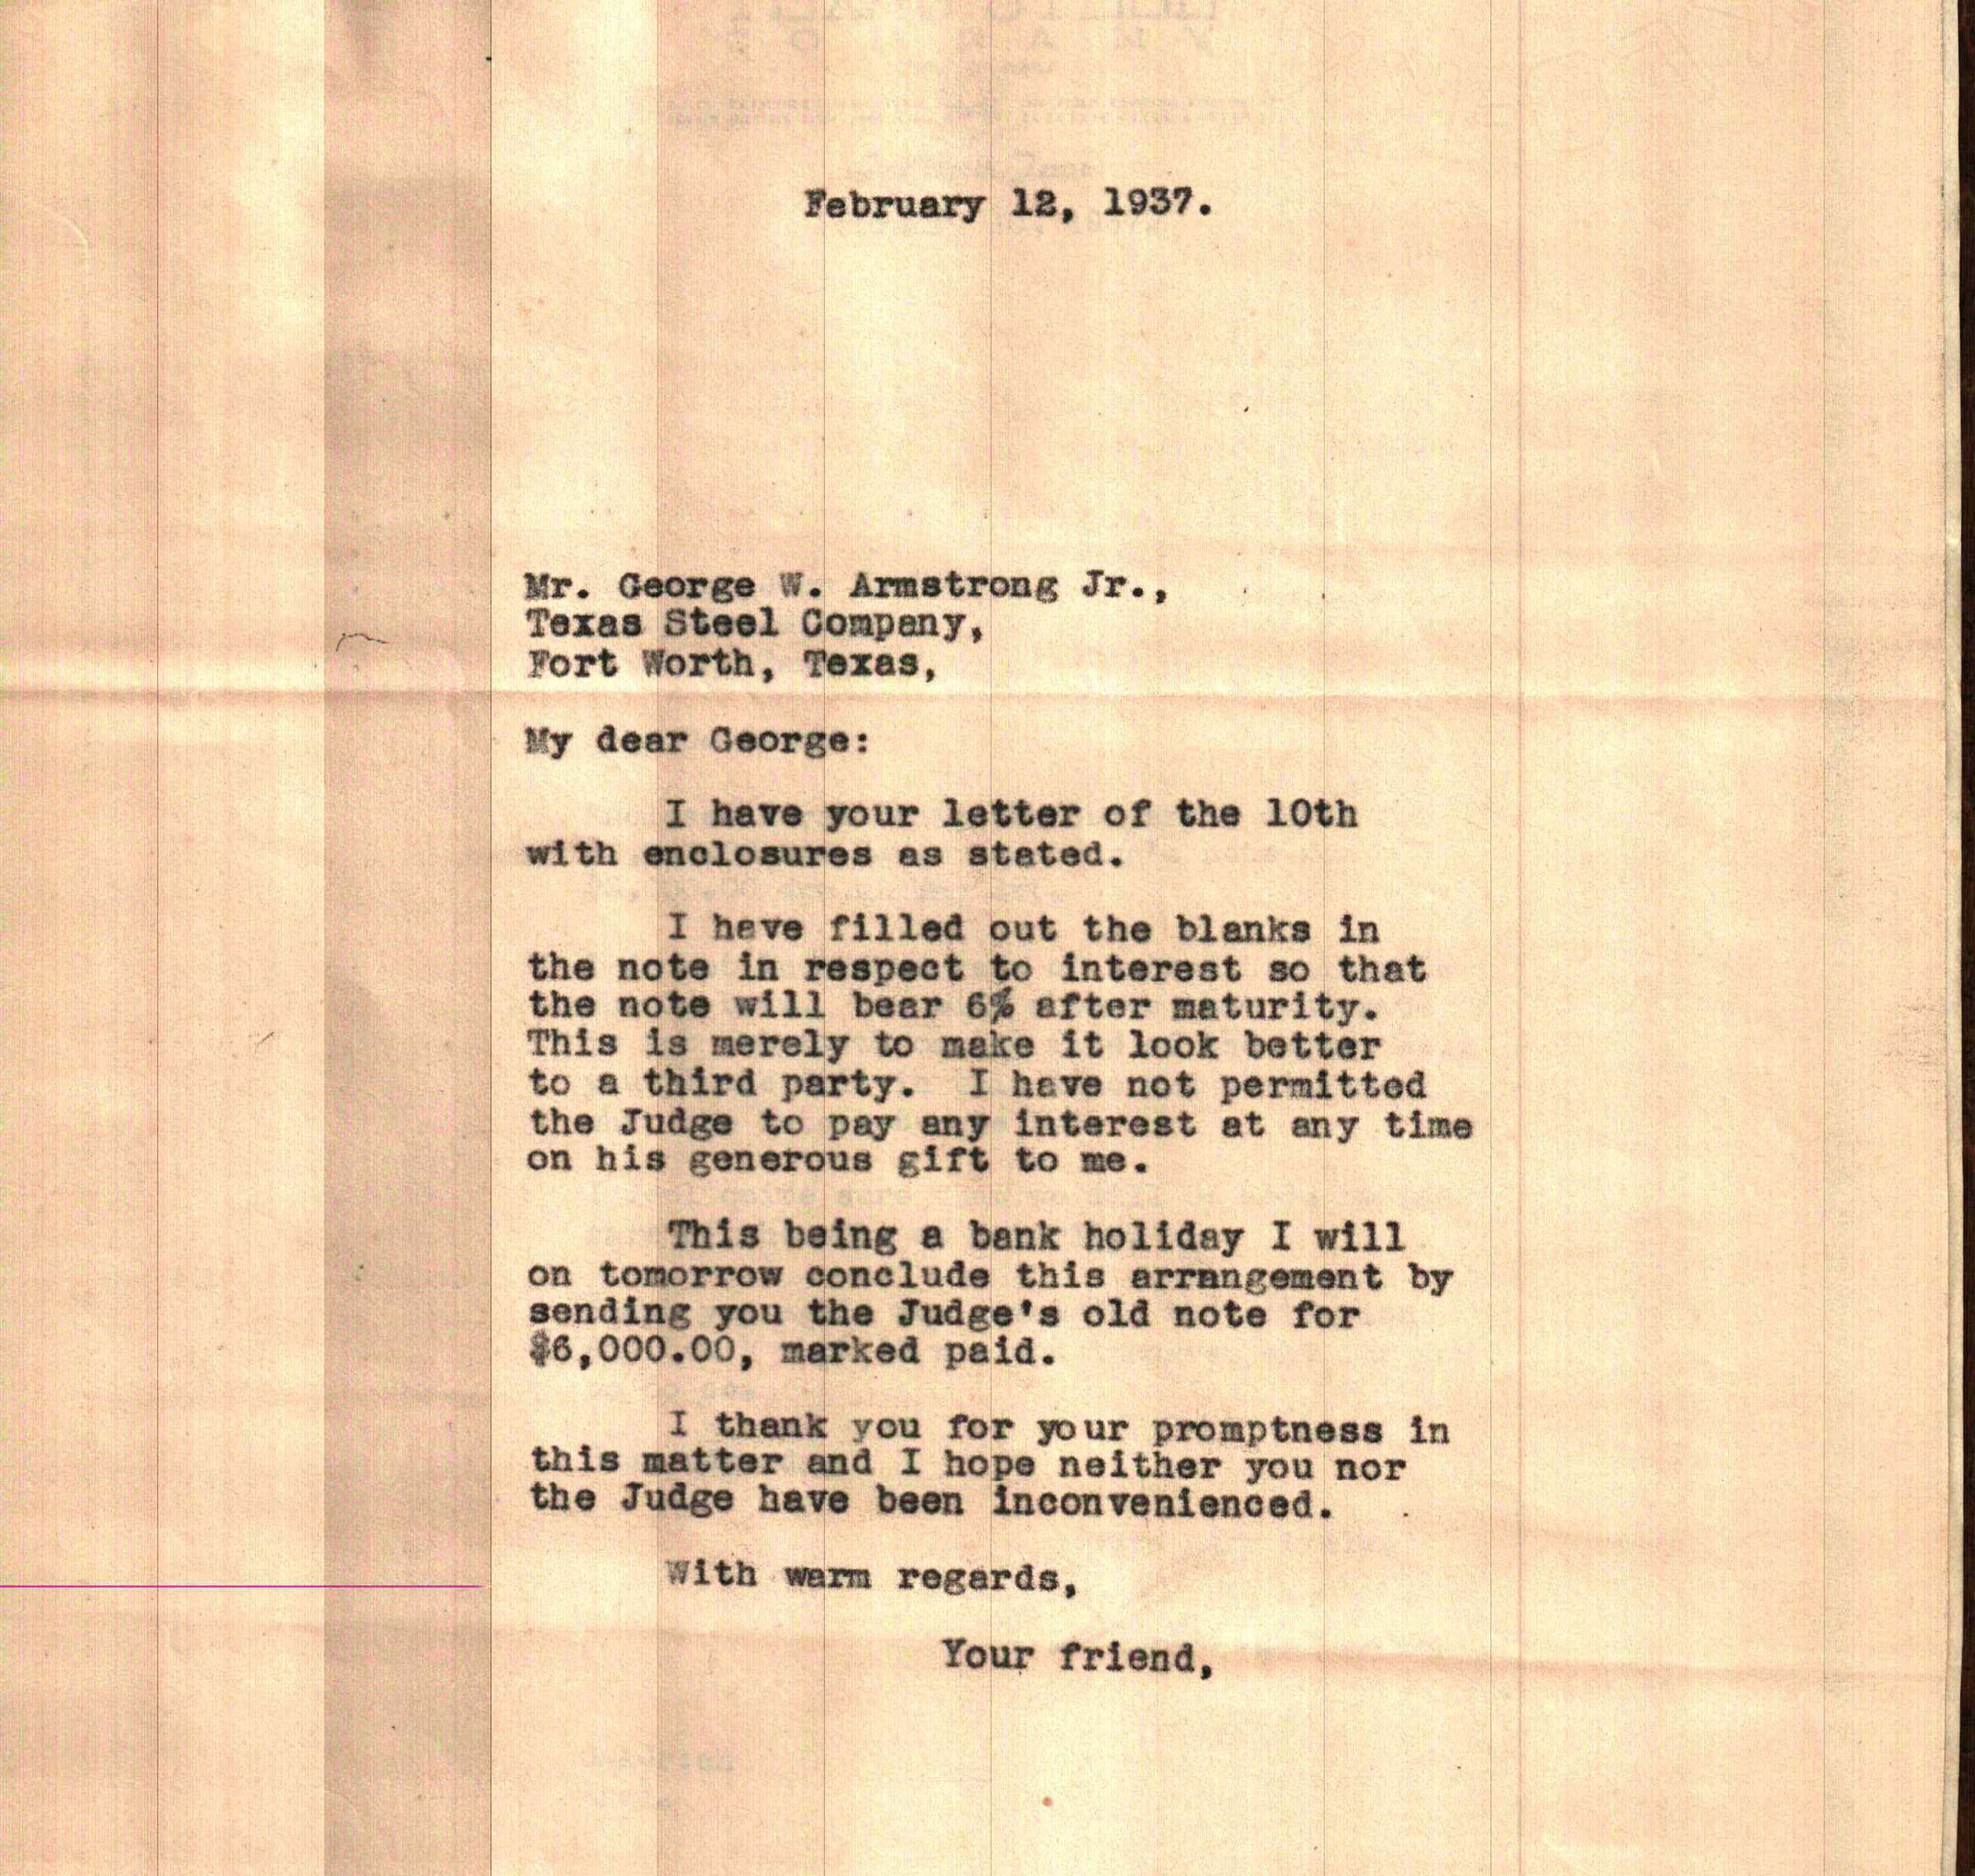 February 12, 1937.
Mr. George W. Armstrong Jr.,
Texas Steel Company,
Fort Worth, Texas,
My dear George:
I have your letter of the 10th
with enclosures as stated.
I have filled out the blanks in
the note in respect to interest so that
the note will bear 6% after maturity.
This is merely to make it look better
to a third party. I have not permitted
the Judge to pay any interest at any time
on his generous gift to me.
This being a bank holiday I will
on tomorrow conclude this arrangement by
sending you the Judge's old note for
$6,000.00, marked paid.
I thank you for your promptness in
this matter and I hope neither you nor
the Judge have been inconvenienced.
With warm regards,
Your friend,